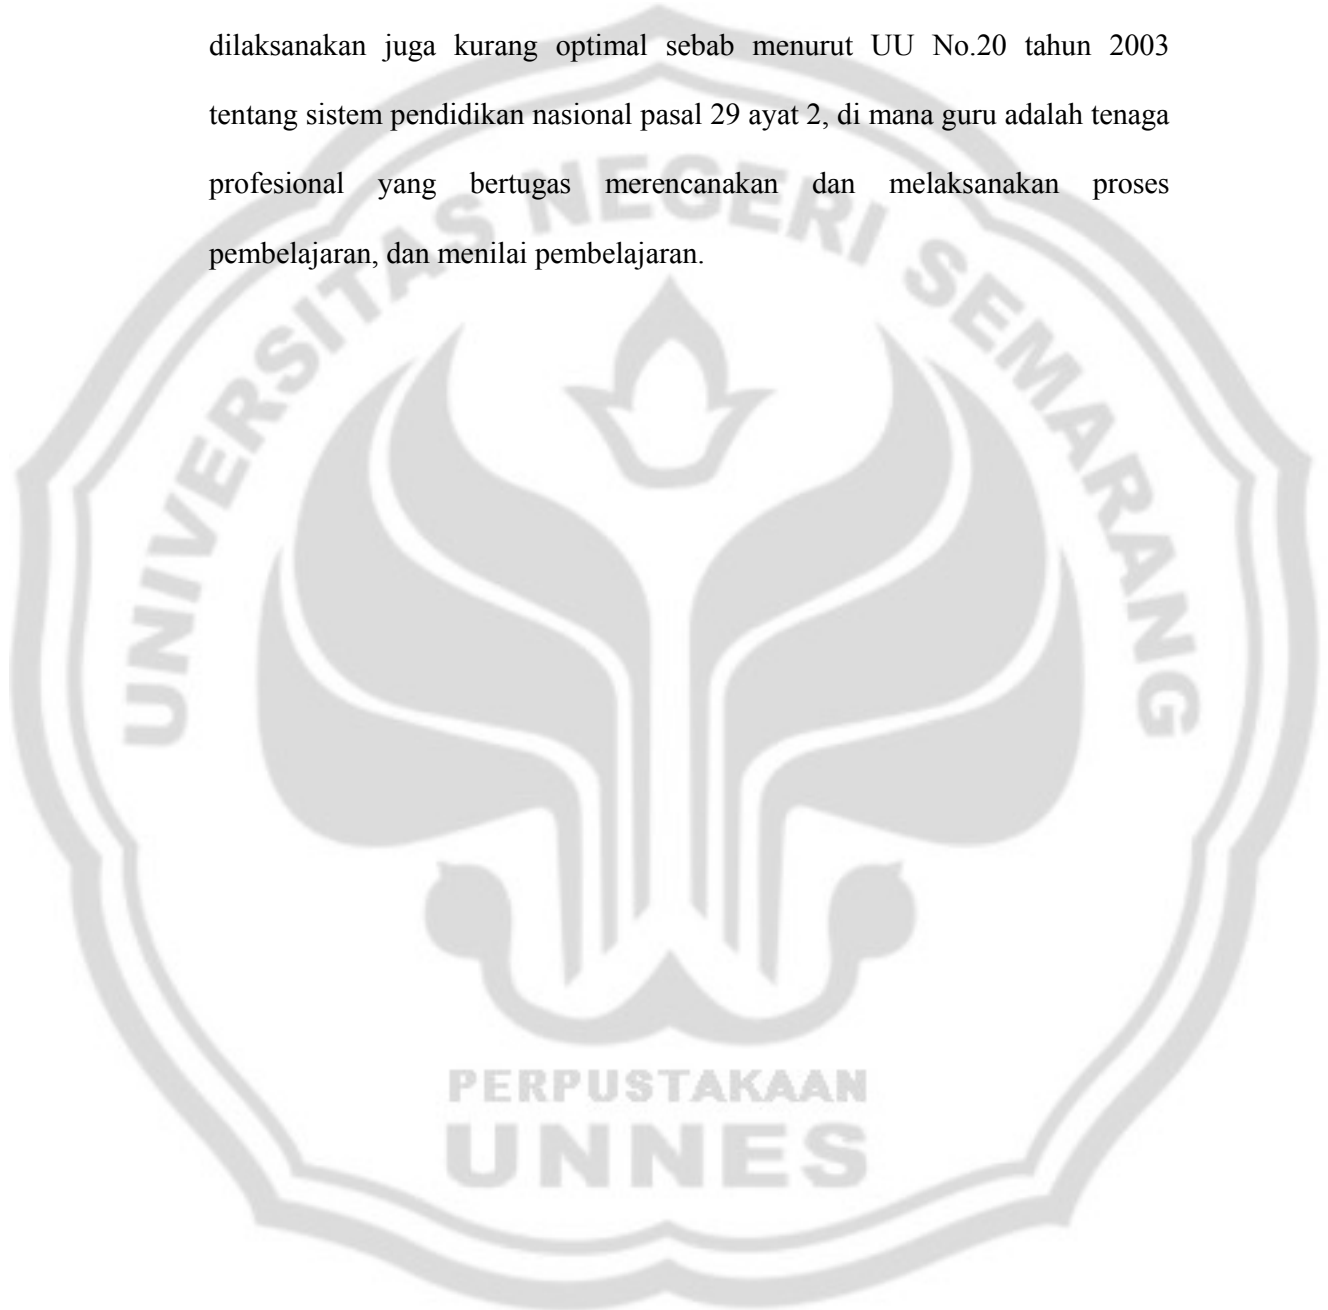 dilaksanakan juga kurang optimal sebab menurut UU No.20 tahun 2003
tentang sistem pendidikan nasional pasal 29 ayat 2, di mana guru adalah tenaga
profesional yang bertugas merencanakan dan melaksanakan proses
pembelajaran, dan menilai pembelajaran.
UNIVERSITAS NEGERI SEMARANG
PERPUSTAKAAN
UNNES